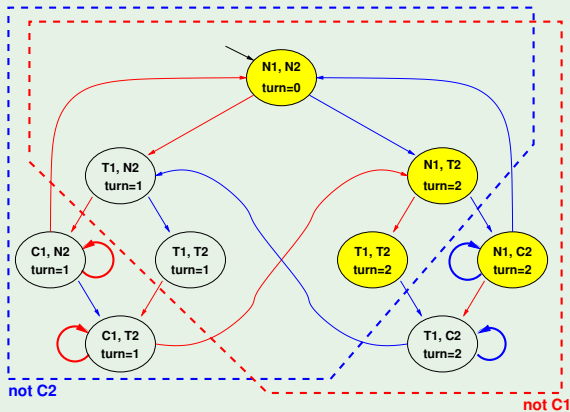 N1, N2
turn=0
T1, N2
turn=1
N1, T2
turn=2
C1, N2
turn=1
T1, T2
turn=1
T1, T2
turn=2
N1, C2
turn=2
C1, T2
turn=1
T1, C2
turn=2
not C2
not C1